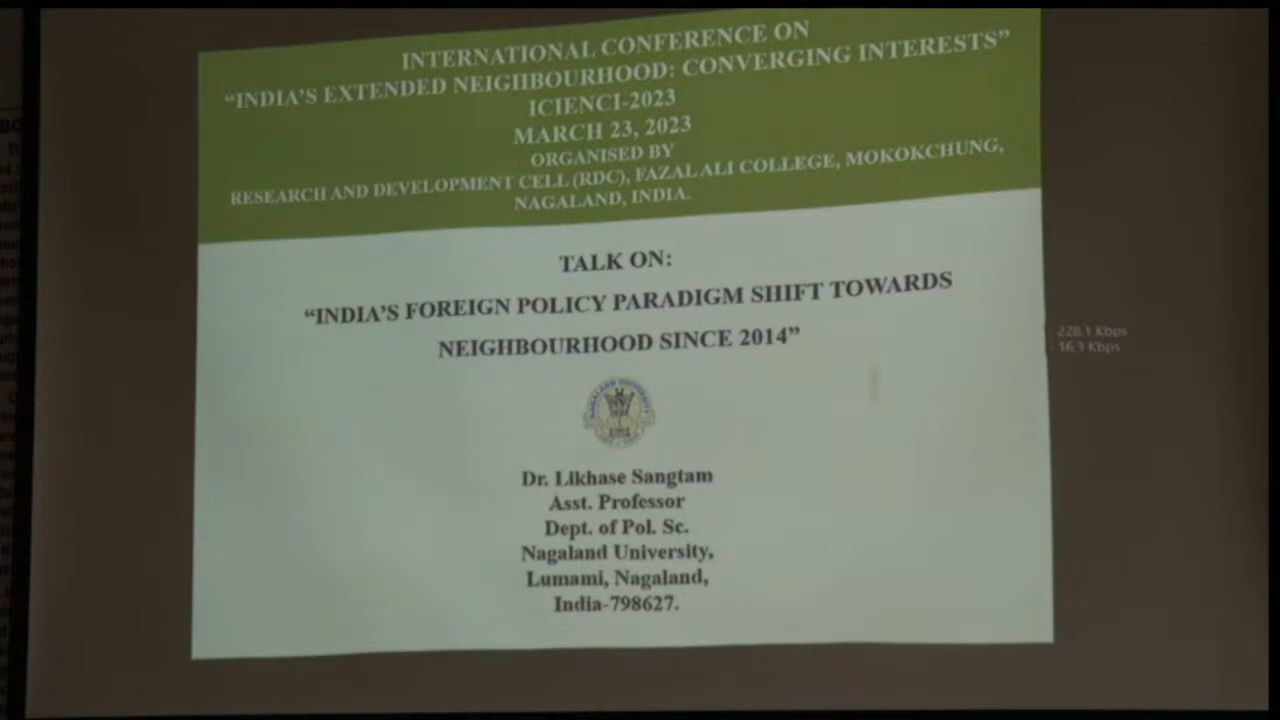 INTERNATIONAL CONFERENCE ON
“INDIA’S EXTENDED NEIGHBOURHOOD: CONVERGING INTERESTS”
ICIENCI-2023
MARCH 23, 2023
ORGANISED BY
RESEARCH AND DEVELOPMENT CELL (RDC), FAZAL ALI COLLEGE, MOKOKCHUNG,
NAGALAND, INDIA.
TALK ON:
“INDIA’S FOREIGN POLICY PARADIGM SHIFT TOWARDS
NEIGHBOURHOOD SINCE 2014”
NAGALAND UNIVERSITY
Dr. Likhase Sangtam
Asst. Professor
Dept. of Pol. Sc.
Nagaland University,
Lumami, Nagaland,
India-798627.
228.1 Kbps
16.3 Kbps